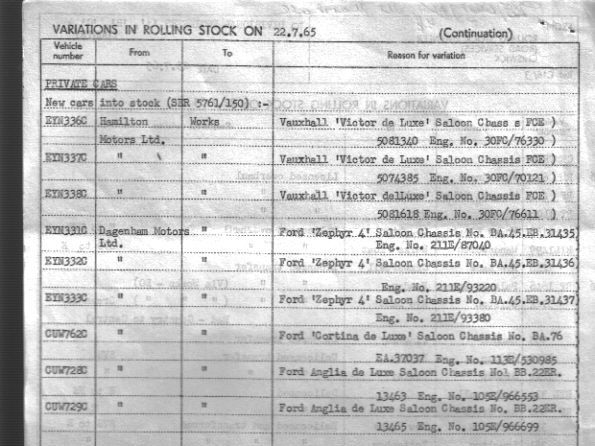 VARIATIONS IN ROLLING STOCK ON 22.7.65 (Continuation)
Vehicle number From To Reason for variation
PRIVATE CARS
New cars into stock (SER 5761/150) :-
EYN336C Hamilton Works Vauxhall 'Victor de Luxe' Saloon Chass s FCE )
Motors Ltd. 5081340 Eng. No. 30FC/76330 )
EYN337C " " Vauxhall 'Victor de Luxe' Saloon Chassis FCE )
5074385 Eng. No. 30FC/70121 )
EYN338C " " Vauxhall 'Victor de Luxe' Saloon Chassis FCE )
5081618 Eng. No. 30FC/76611 )
EYN331C Dagenham Motors " Ford 'Zephyr 4' Saloon Chassis No. BA.45.EB.31435)
Ltd. Eng. No. 211E/87040
EYN332C " " Ford 'Zephyr 4' Saloon Chassis No. BA.45.EB.31436)
Eng. No. 211E/93220
EYN333C " " Ford 'Zephy 4' Saloon Chassis No. BA.45.EB.31437)
Eng. No. 211E/93380
CUW762C " " Ford 'Cortina de Luxe' Saloon Chassis No. BA.76
EA.37037 Eng. No. 113E/530985
CUW728C " " Ford Anglia de Luxe Saloon Chassis No. BB.22ER.
13463 Eng. No. 105E/966553
CUW729C " " Ford Anglia de Luxe Saloon Chassis No. BB.22ER.
13465 Eng. No. 105E/966699